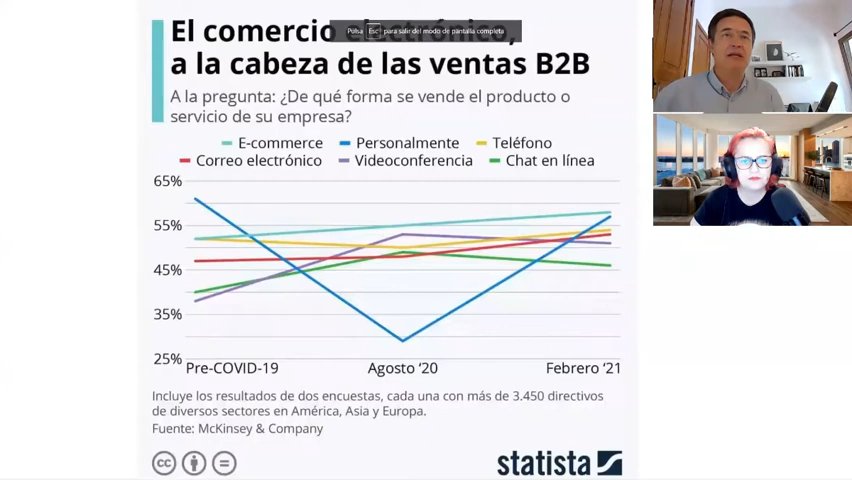 El comercio electrónico,
Pulsa Esc para salir del modo de pantalla completa
a la cabeza de las ventas B2B
A la pregunta: ¿De qué forma se vende el producto o
servicio de su empresa?
E-commerce Personalmente Teléfono
Correo electrónico Videoconferencia Chat en línea
65%
55%
45%
35%
25%
Pre-COVID-19 Agosto ‘20 Febrero ‘21
Incluye los resultados de dos encuestas, cada una con más de 3.450 directivos
de diversos sectores en América, Asia y Europa.
Fuente: McKinsey & Company
cc
statista